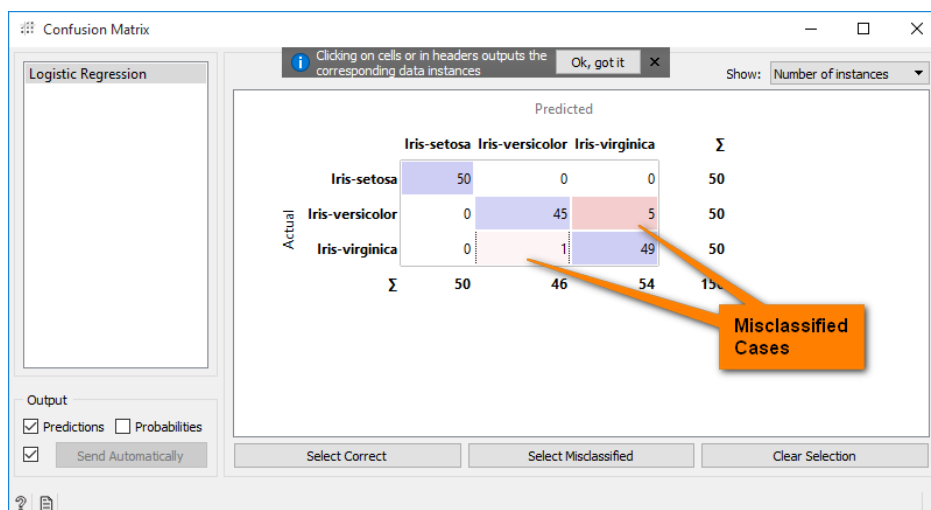 Confusion Matrix
Logistic Regression
Clicking on cells or in headers outputs the
corresponding data instances
Ok, got it
Show: Number of instances
Predicted
Iris-setosa Iris-versicolor Iris-virginica Σ
Iris-setosa 50 0 0 50
Actual
Iris-versicolor 0 45 5 50
Iris-virginica 0 1 49 50
Σ 50 46 54
Misclassified
Cases
Output
Predictions Probabilities
Send Automatically
Select Correct
Select Misclassified
Clear Selection